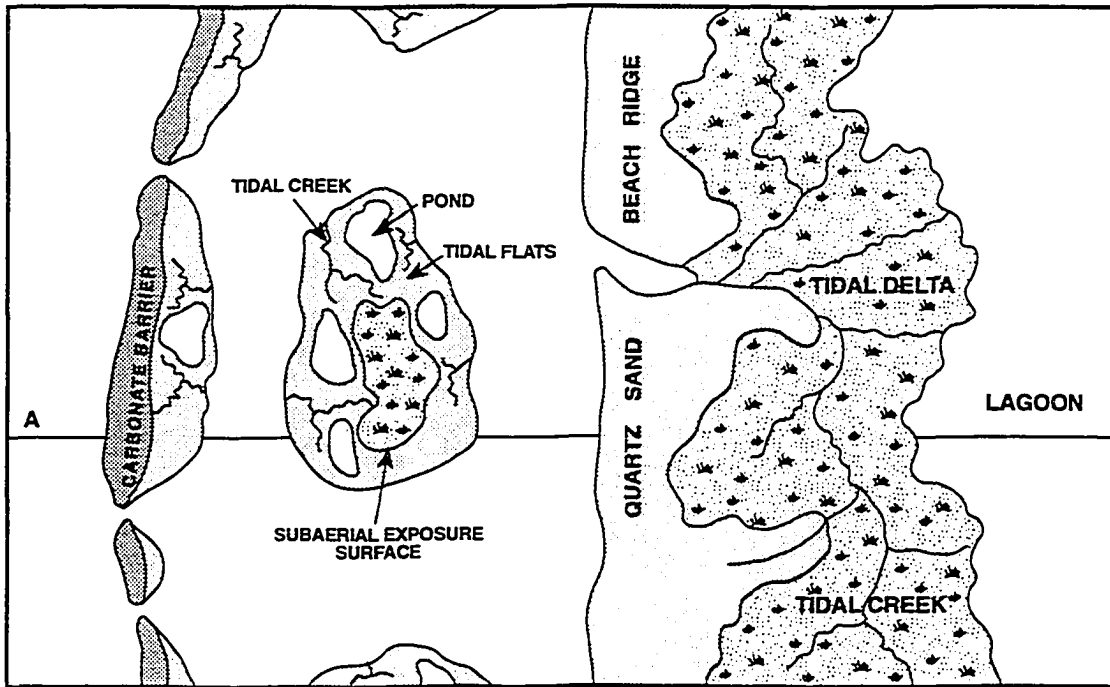 TIDAL CREEK
POND
TIDAL FLATS
CARBONATE BARRIER
A
SUBAERIAL EXPOSURE
SURFACE
BEACH RIDGE
QUARTZ SAND
TIDAL DELTA
LAGOON
TIDAL CREEK